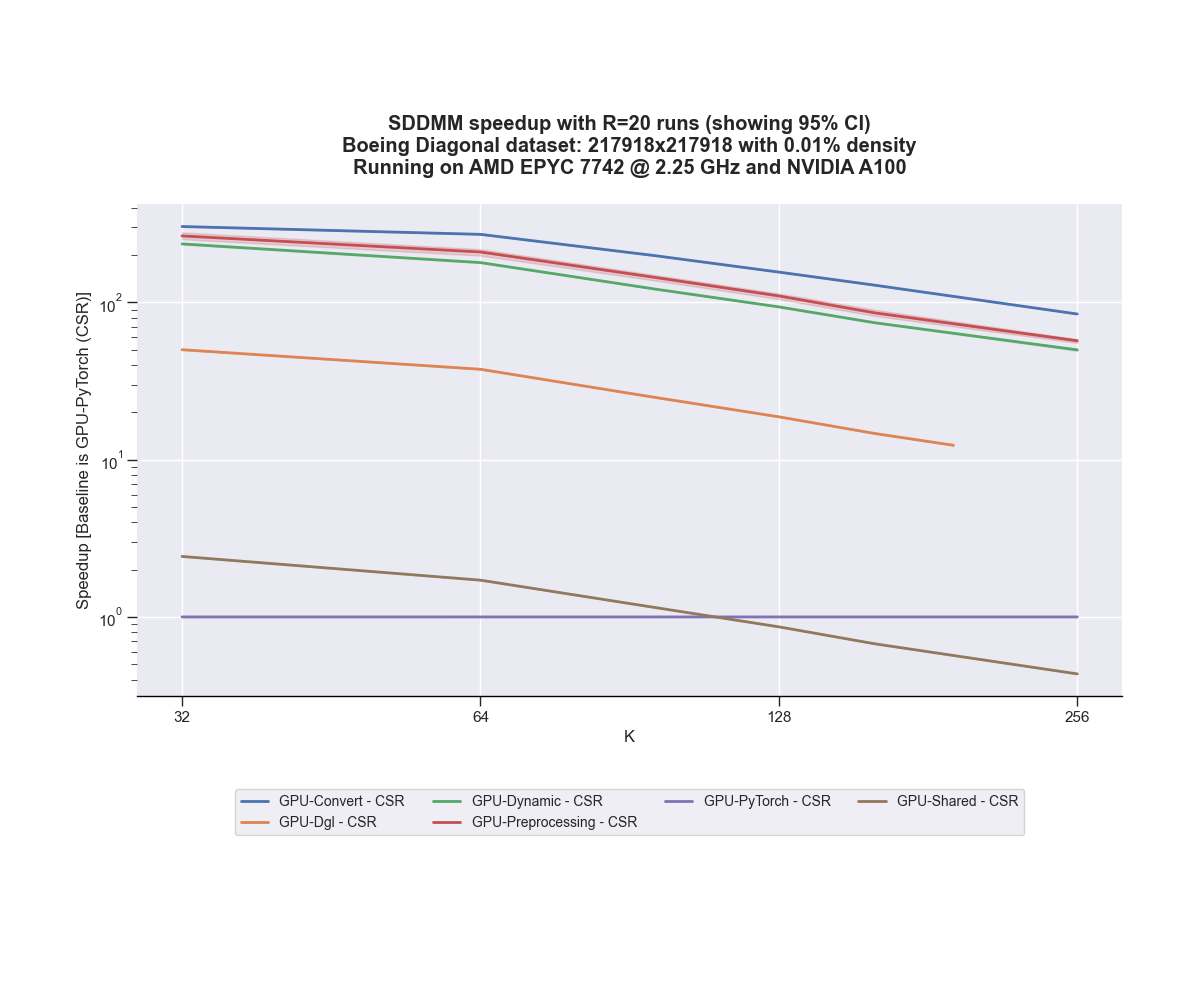 SDDMM speedup with R=20 runs (showing 95% CI)
Boeing Diagonal dataset: 217918x217918 with 0.01% density
Running on AMD EPYC 7742 @ 2.25 GHz and NVIDIA A100
Speedup [Baseline is GPU-PyTorch (CSR)]
10²
10¹
10⁰
32 64 128 256
K
GPU-Convert - CSR GPU-Dynamic - CSR GPU-PyTorch - CSR GPU-Shared - CSR
GPU-Dgl - CSR GPU-Preprocessing - CSR